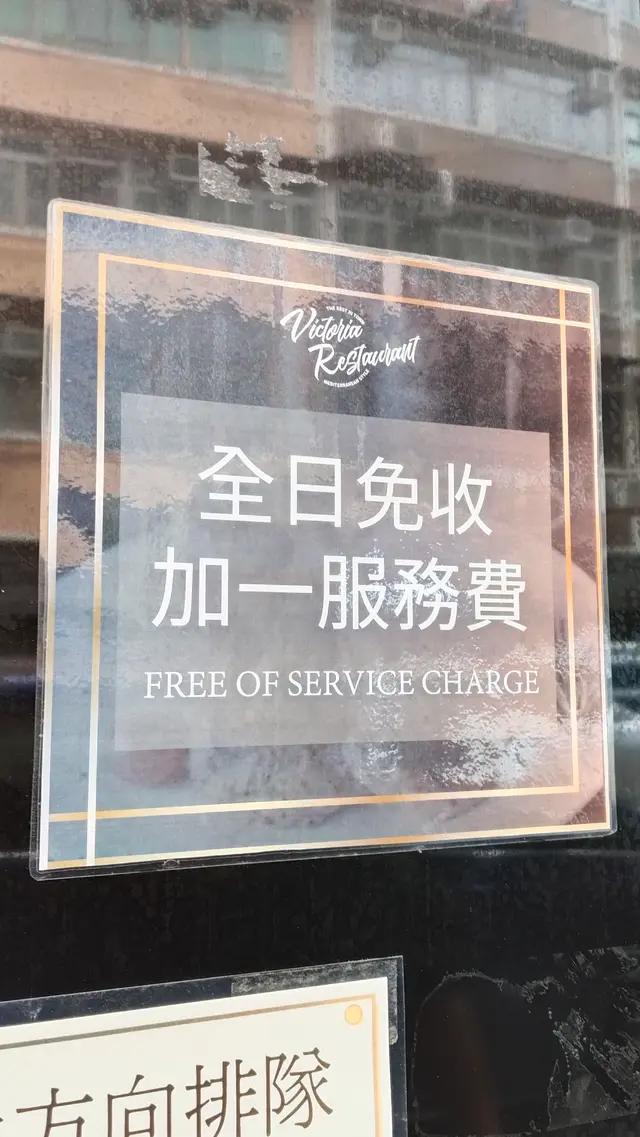 THE BEST IN TOWN
Victoria
Restaurant
MEDITERRANEAN STYLE
全日免收
加一服務費
FREE OF SERVICE CHARGE
方向排隊